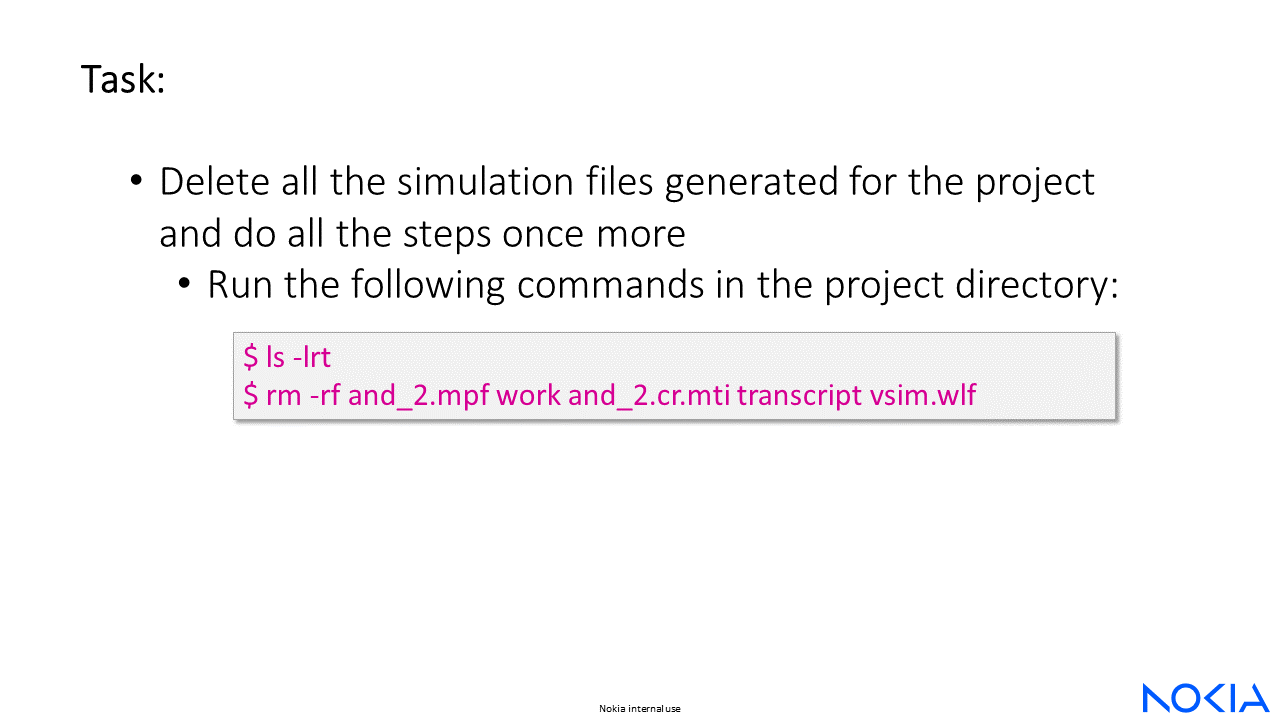 Task:
• Delete all the simulation files generated for the project
and do all the steps once more
• Run the following commands in the project directory:
$ ls -lrt
$ rm -rf and_2.mpf work and_2.cr.mti transcript vsim.wlf
Nokia internal use
NOKIA